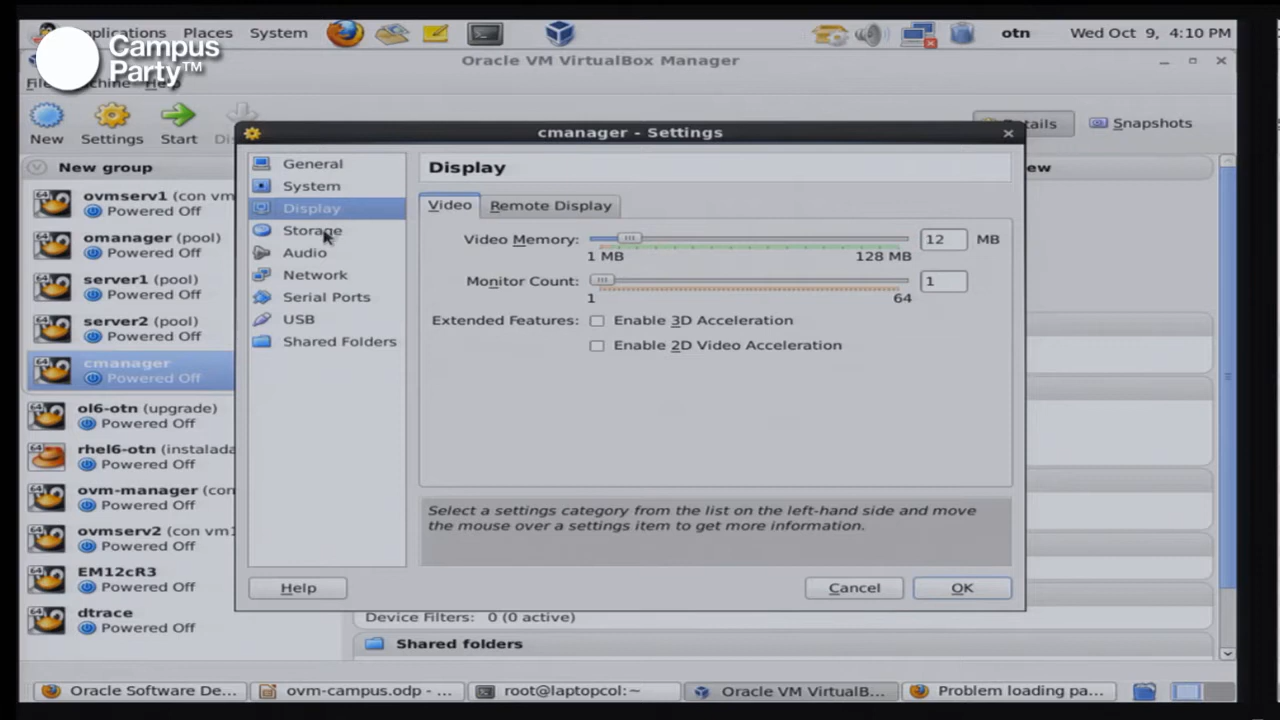 Campus
Party™
Applications Places System
otn
Wed Oct 9, 4:10 PM
Oracle VM VirtualBox Manager
File Machine Help
New
Settings
Start
Details
Snapshots
New group
ovmserv1 (con vm
Powered Off
omanager (pool)
Powered Off
server1 (pool)
Powered Off
server2 (pool)
Powered Off
cmanager
Powered Off
ol6-otn (upgrade)
Powered Off
rhel6-otn (instalada
Powered Off
ovm-manager (con
Powered Off
ovmserv2 (con vm1
Powered Off
EM12cR3
Powered Off
dtrace
Powered Off
cmanager - Settings
General
System
Display
Storage
Audio
Network
Serial Ports
USB
Shared Folders
Display
Video
Remote Display
Video Memory:
12
MB
1 MB
128 MB
Monitor Count:
1
1
64
Extended Features:
Enable 3D Acceleration
Enable 2D Video Acceleration
Select a settings category from the list on the left-hand side and move
the mouse over a settings item to get more information.
Help
Cancel
OK
Device Filters: 0 (0 active)
Shared folders
Oracle Software De...
ovm-campus.odp - ...
root@laptopcol:~
Oracle VM VirtualB...
Problem loading pa...